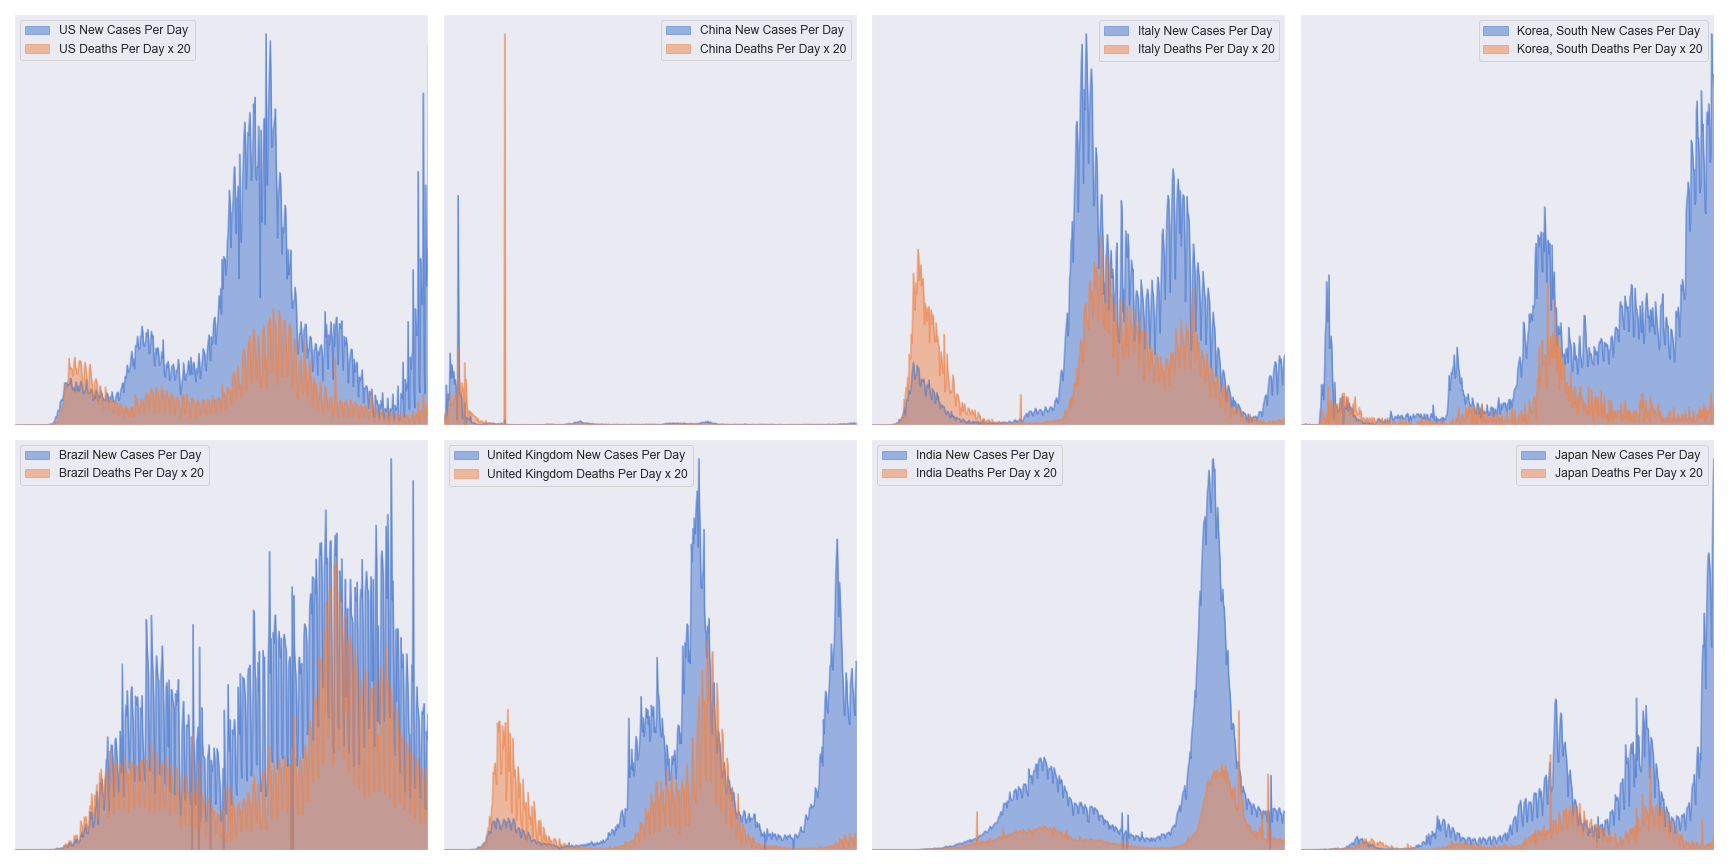 US New Cases Per Day
US Deaths Per Day x 20
China New Cases Per Day
China Deaths Per Day x 20
Italy New Cases Per Day
Italy Deaths Per Day x 20
Korea, South New Cases Per Day
Korea, South Deaths Per Day x 20
Brazil New Cases Per Day
Brazil Deaths Per Day x 20
United Kingdom New Cases Per Day
United Kingdom Deaths Per Day x 20
India New Cases Per Day
India Deaths Per Day x 20
Japan New Cases Per Day
Japan Deaths Per Day x 20